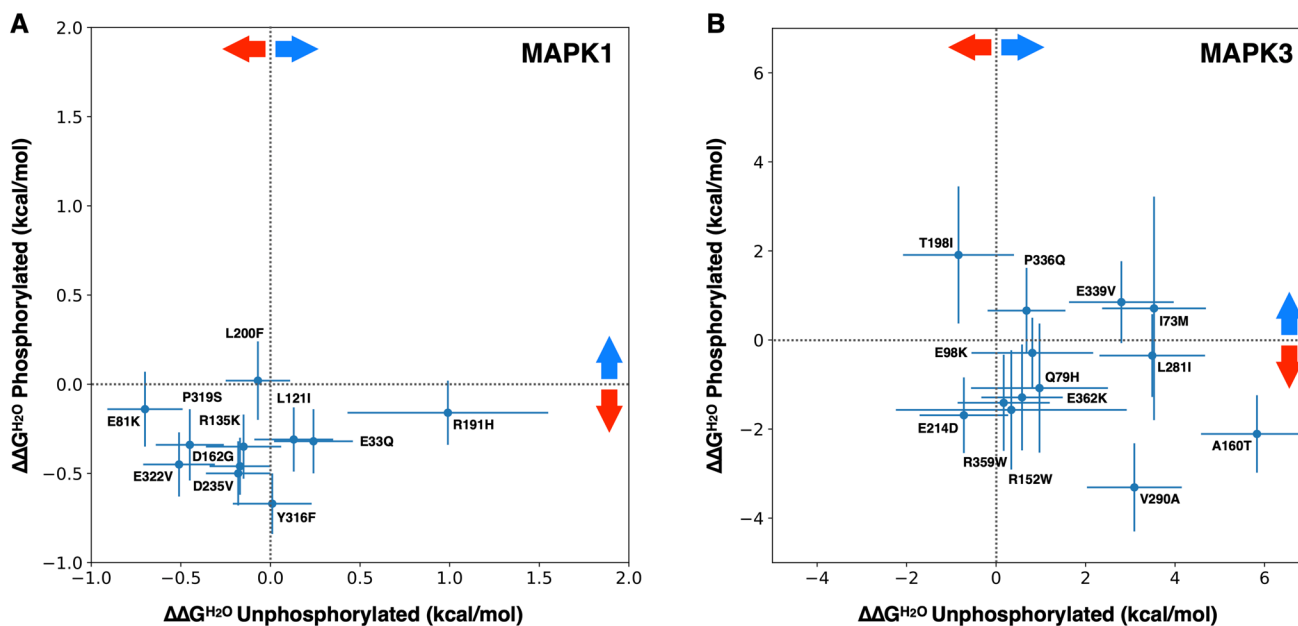 A
MAPK1
2.0
1.5
1.0
0.5
0.0
−0.5
−1.0
−1.0
−0.5
0.0
0.5
1.0
1.5
2.0
ΔΔGH2O Phosphorylated (kcal/mol)
ΔΔGH2O Unphosphorylated (kcal/mol)
L200F
P319S
L121I
E81K
R135K
R191H
E33Q
D162G
E322V
D235V
Y316F
B
MAPK3
6
4
2
0
−2
−4
−4
−2
0
2
4
6
ΔΔGH2O Phosphorylated (kcal/mol)
ΔΔGH2O Unphosphorylated (kcal/mol)
T198I
P336Q
E339V
I73M
E98K
L281I
Q79H
E362K
E214D
A160T
R359W
R152W
V290A